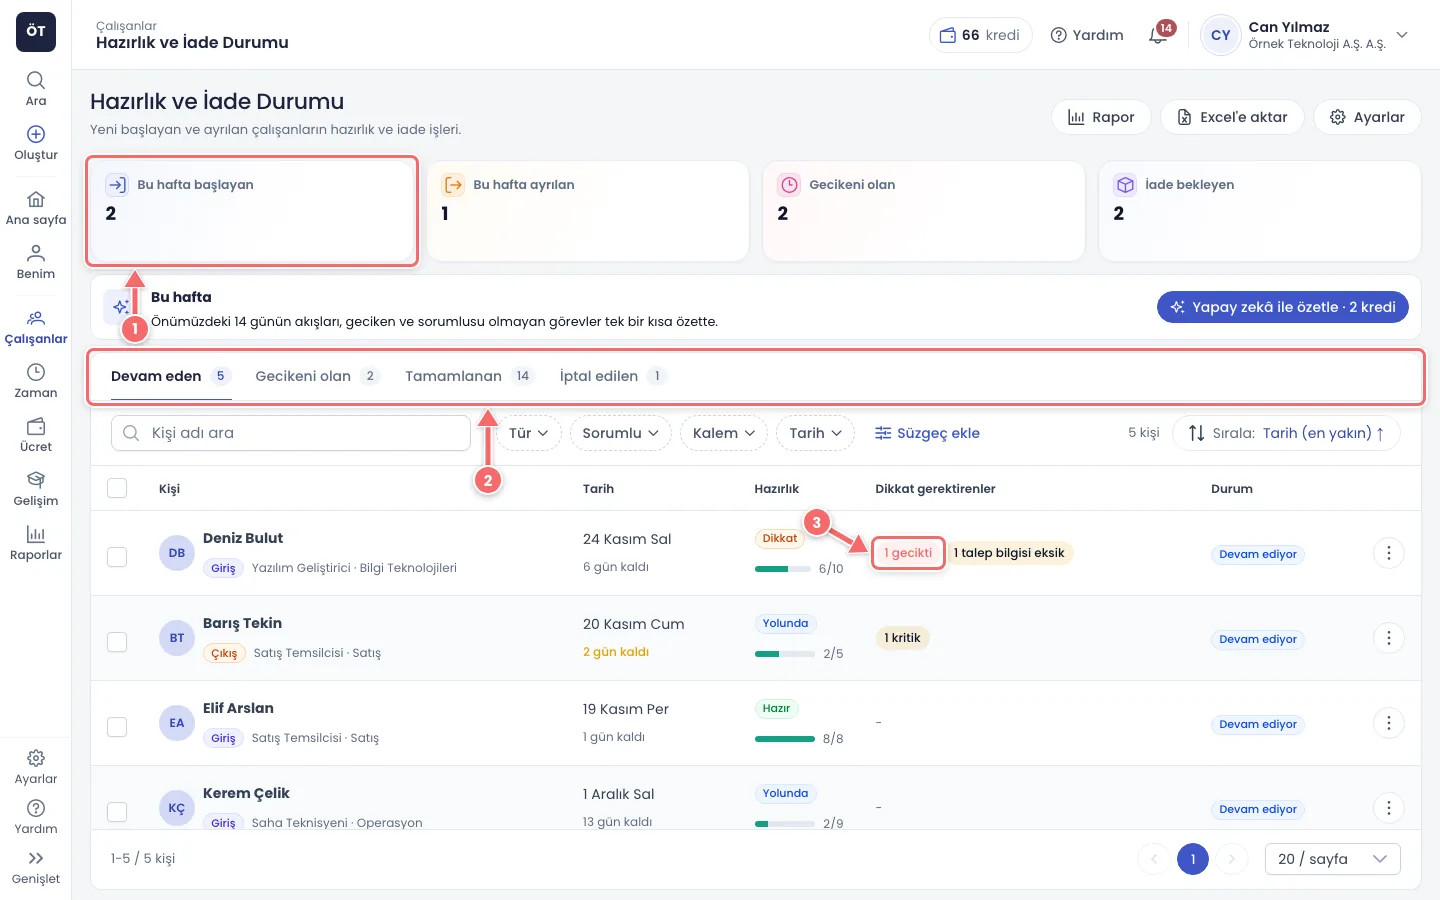 ÖT
Ara
Oluştur
Ana sayfa
Benim
Çalışanlar
Zaman
Ücret
Gelişim
Raporlar
Ayarlar
Yardım
Genişlet
Çalışanlar
Hazırlık ve İade Durumu
66 kredi
Yardım
14
CY
Can Yılmaz
Örnek Teknoloji A.Ş. A.Ş.
Hazırlık ve İade Durumu
Yeni başlayan ve ayrılan çalışanların hazırlık ve iade işleri.
Rapor
Excel'e aktar
Ayarlar
Bu hafta başlayan
2
Bu hafta ayrılan
1
Gecikeni olan
2
İade bekleyen
2
1
Bu hafta
Önümüzdeki 14 günün akışları, geciken ve sorumlusu olmayan görevler tek bir kısa özette.
Yapay zekâ ile özetle · 2 kredi
Devam eden 5
Gecikeni olan 2
Tamamlanan 14
İptal edilen 1
2
Kişi adı ara
Tür
Sorumlu
Kalem
Tarih
Süzgeç ekle
5 kişi
Sırala: Tarih (en yakın) ↑
Kişi
Tarih
Hazırlık
Dikkat gerektirenler
Durum
3
DB
Deniz Bulut
Giriş Yazılım Geliştirici · Bilgi Teknolojileri
24 Kasım Sal
6 gün kaldı
Dikkat
6/10
1 gecikti
1 talep bilgisi eksik
Devam ediyor
BT
Barış Tekin
Çıkış Satış Temsilcisi · Satış
20 Kasım Cum
2 gün kaldı
Yolunda
2/5
1 kritik
Devam ediyor
EA
Elif Arslan
Giriş Satış Temsilcisi · Satış
19 Kasım Per
1 gün kaldı
Hazır
8/8
-
Devam ediyor
KÇ
Kerem Çelik
Giriş Saha Teknisyeni · Operasyon
1 Aralık Sal
13 gün kaldı
Yolunda
2/9
-
Devam ediyor
1-5 / 5 kişi
1
20 / sayfa